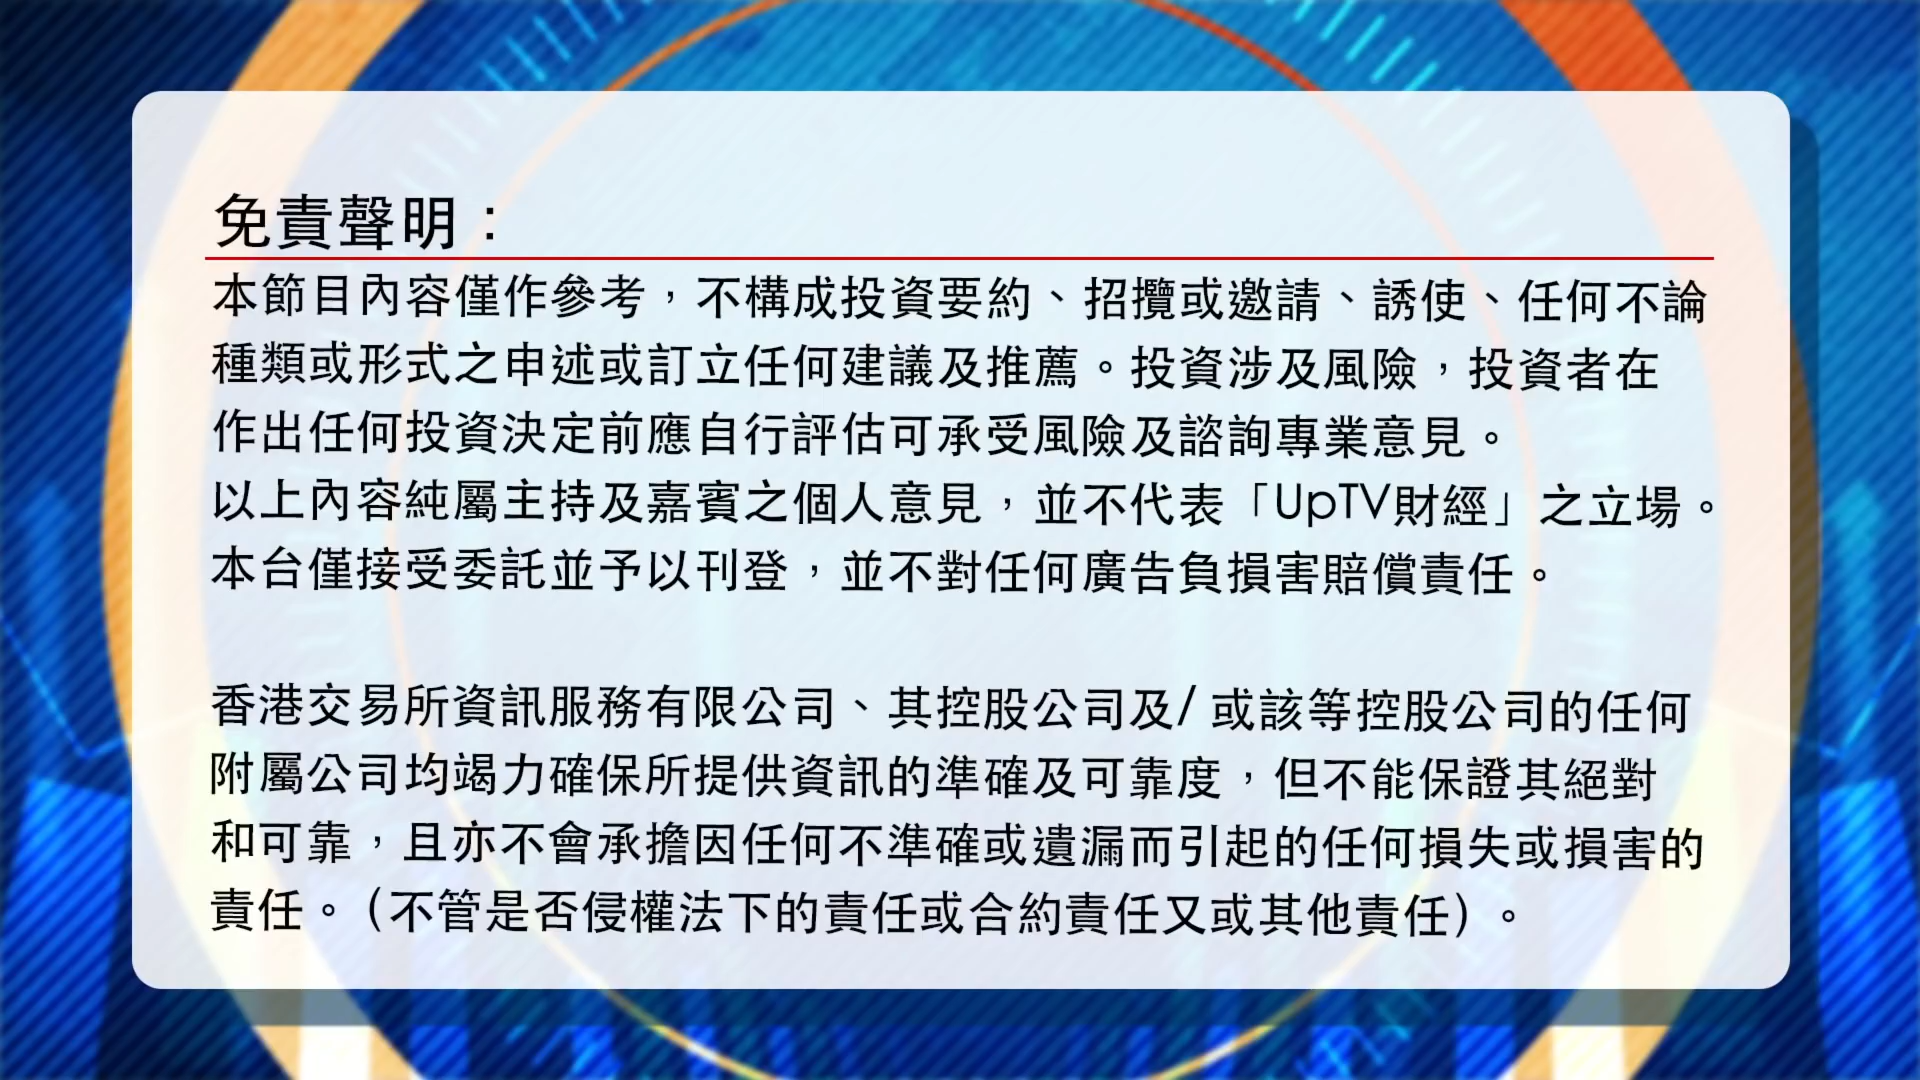 免責聲明：
本節目內容僅作參考，不構成投資要約、招攬或邀請、誘使、任何不論
種類或形式之申述或訂立任何建議及推薦。投資涉及風險，投資者在
作出任何投資決定前應自行評估可承受風險及諮詢專業意見。
以上內容純屬主持及嘉賓之個人意見，並不代表「UpTV財經」之立場。
本台僅接受委託並予以刊登，並不對任何廣告負損害賠償責任。
香港交易所資訊服務有限公司、其控股公司及/ 或該等控股公司的任何
附屬公司均竭力確保所提供資訊的準確及可靠度，但不能保證其絕對
和可靠，且亦不會承擔因任何不準確或遺漏而引起的任何損失或損害的
責任。（不管是否侵權法下的責任或合約責任又或其他責任）。